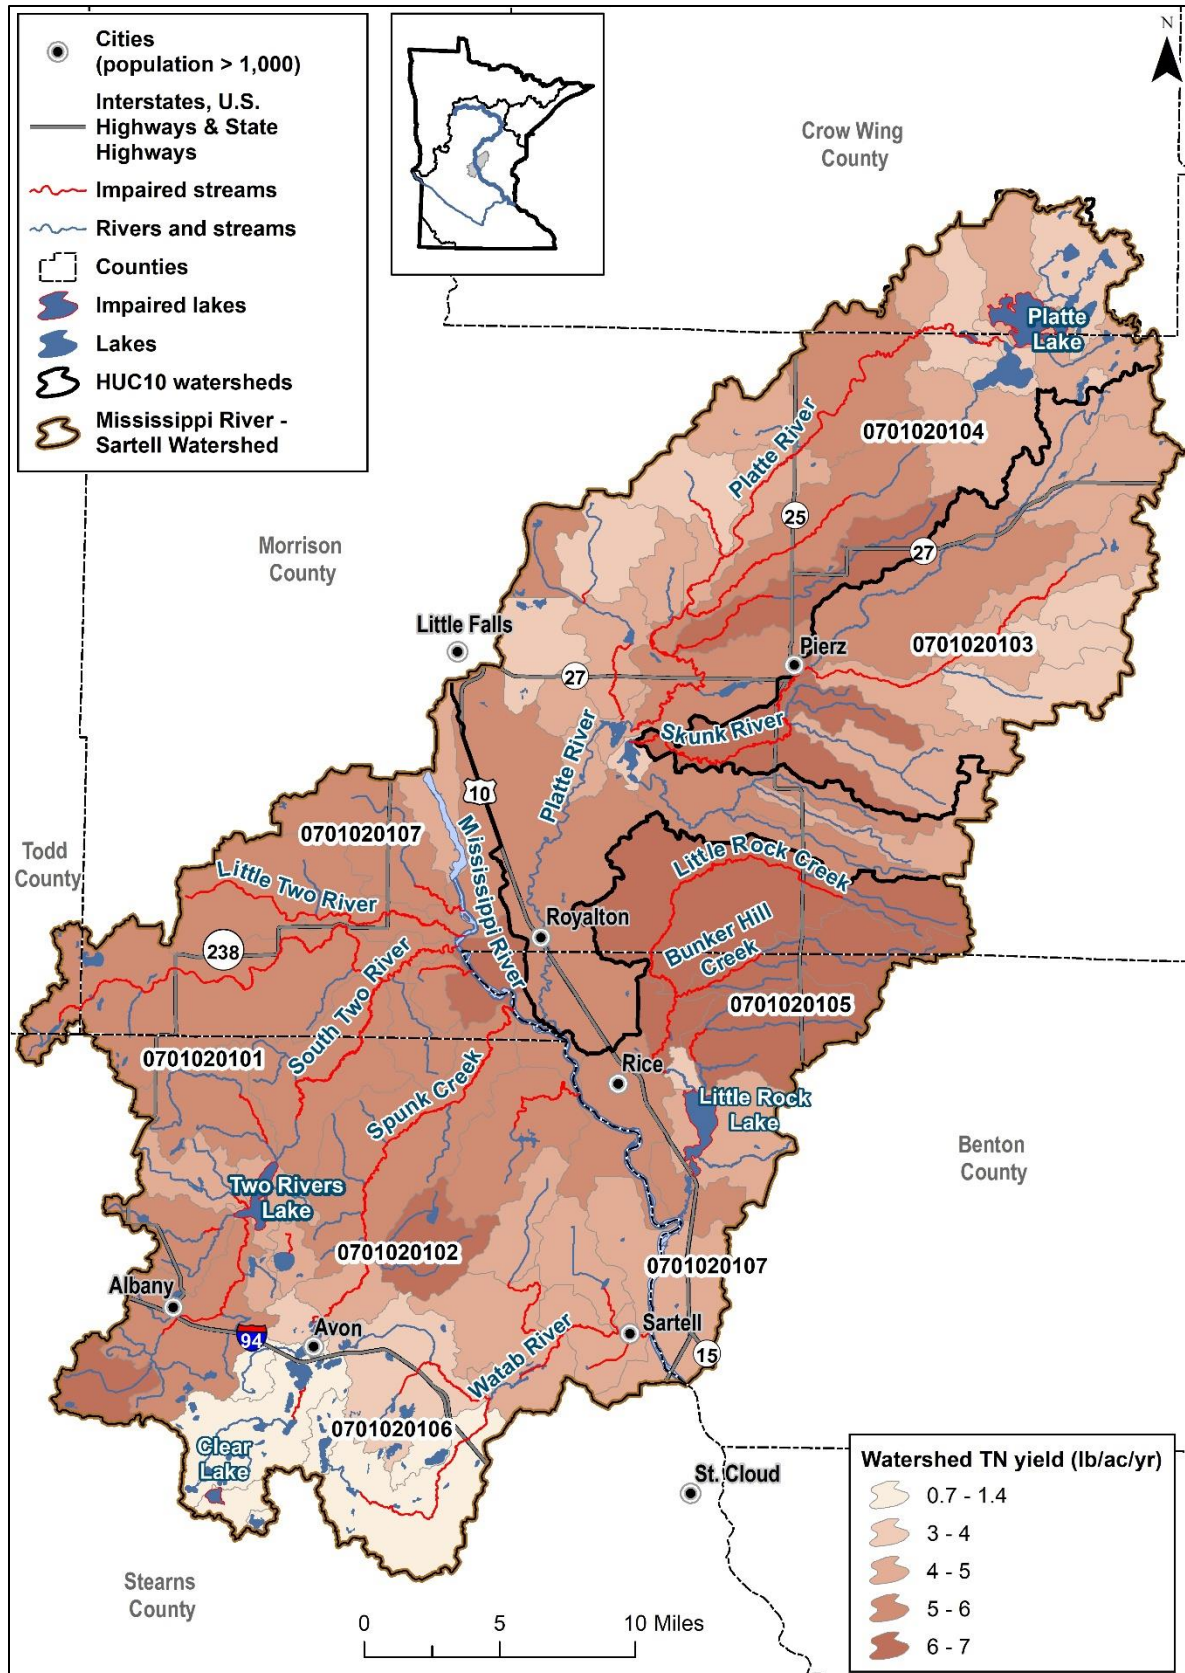 Cities
(population > 1,000)
Interstates, U.S.
Highways & State
Highways
Impaired streams
Rivers and streams
Counties
Impaired lakes
Lakes
HUC10 watersheds
Mississippi River -
Sartell Watershed
N
Crow Wing
County
Platte
Lake
Platte River
0701020104
25
27
Morrison
County
Little Falls
Pierz
0701020103
27
Skunk River
Platte River
10
0701020107
Mississippi River
Todd
County
Little Two River
Little Rock Creek
Royalton
Bunker Hill
Creek
238
South Two River
0701020105
0701020101
Rice
Spunk Creek
Little Rock
Lake
Benton
County
Two Rivers
Lake
0701020102
0701020107
Albany
Sartell
94
Avon
15
Watab River
0701020106
Clear
Lake
St. Cloud
Stearns
County
0 5 10 Miles
Watershed TN yield (lb/ac/yr)
0.7 - 1.4
3 - 4
4 - 5
5 - 6
6 - 7